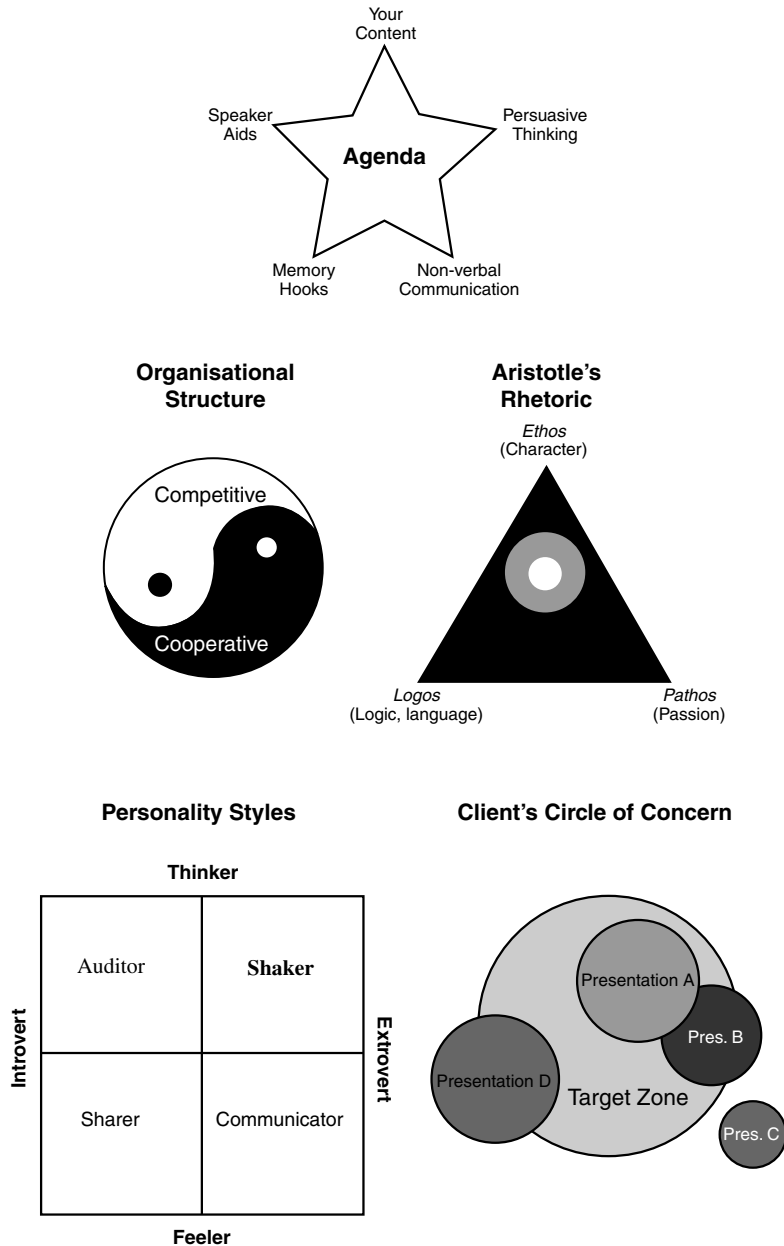 Your
Content
Speaker
Aids
Persuasive
Thinking
Agenda
Memory
Hooks
Non-verbal
Communication
Organisational
Structure
Competitive
Cooperative
Aristotle's
Rhetoric
Ethos
(Character)
Logos
(Logic, language)
Pathos
(Passion)
Personality Styles
Thinker
Introvert
Auditor
Shaker
Extrovert
Sharer
Communicator
Feeler
Client's Circle of Concern
Presentation A
Pres. B
Presentation D
Target Zone
Pres. C